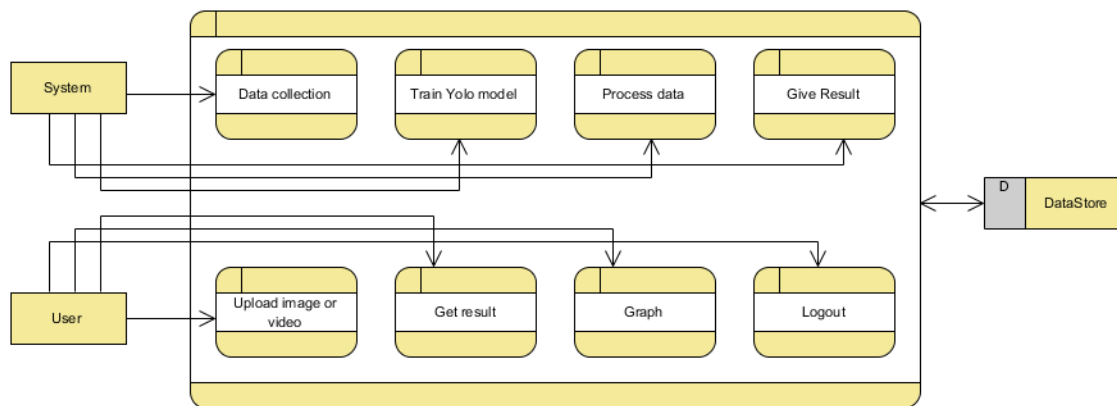 System
Data collection
Train Yolo model
Process data
Give Result
D
DataStore
User
Upload image or
video
Get result
Graph
Logout